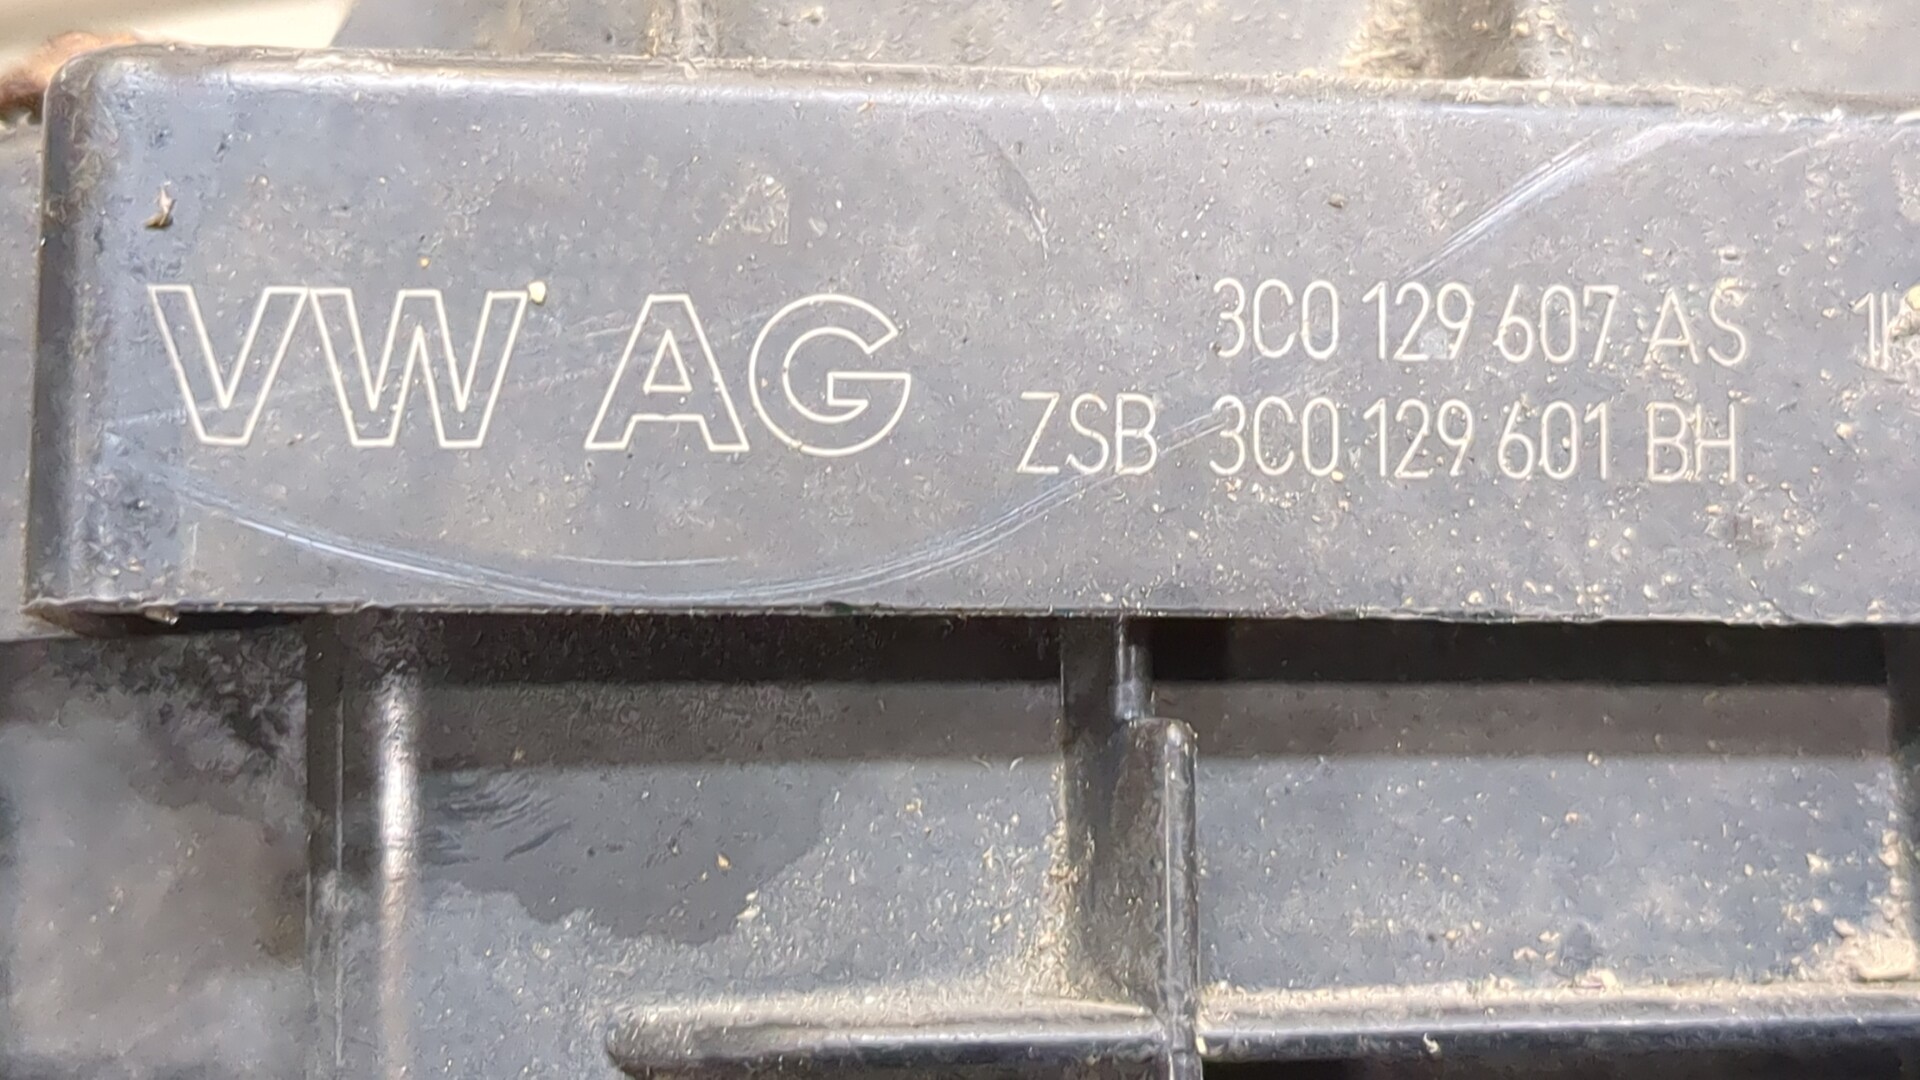 VW AG
3C0 129 607 AS
ZSB 3C0 129 601 BH